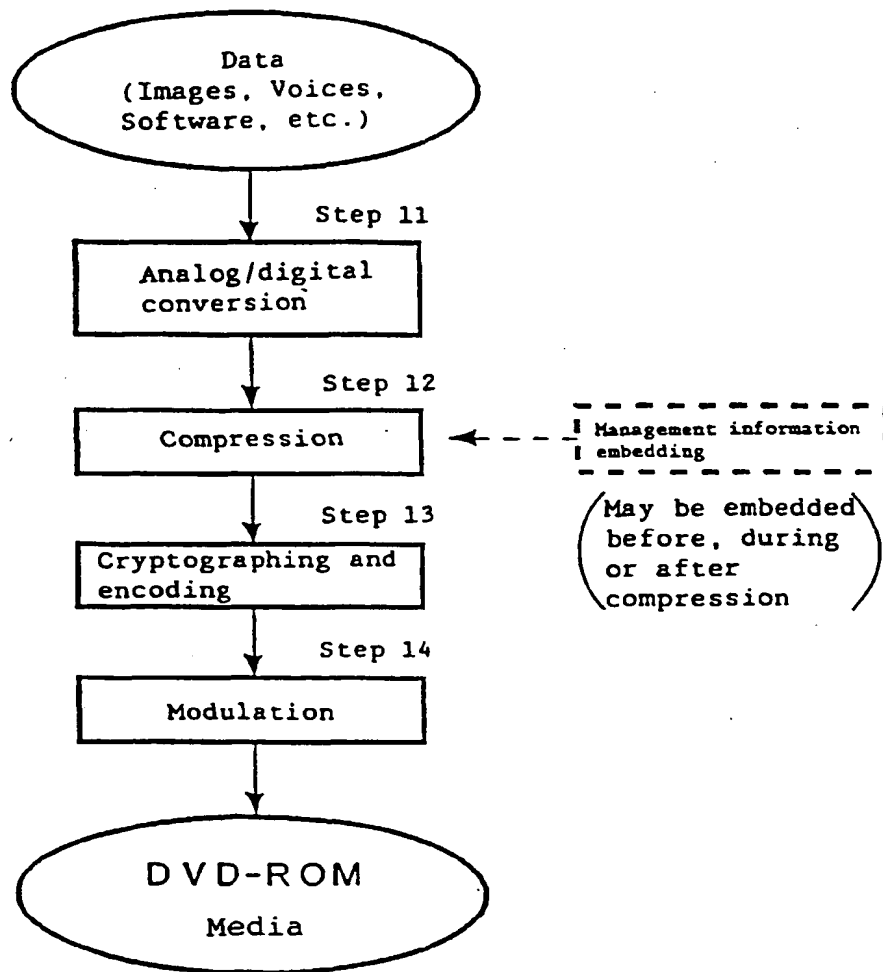 Data
(Images, Voices,
Software, etc.)
Step 11
Analog/digital
conversion
Step 12
Compression
Management information
embedding
(May be embedded
before, during
or after
compression)
Step 13
Cryptographing and
encoding
Step 14
Modulation
DVD-ROM
Media